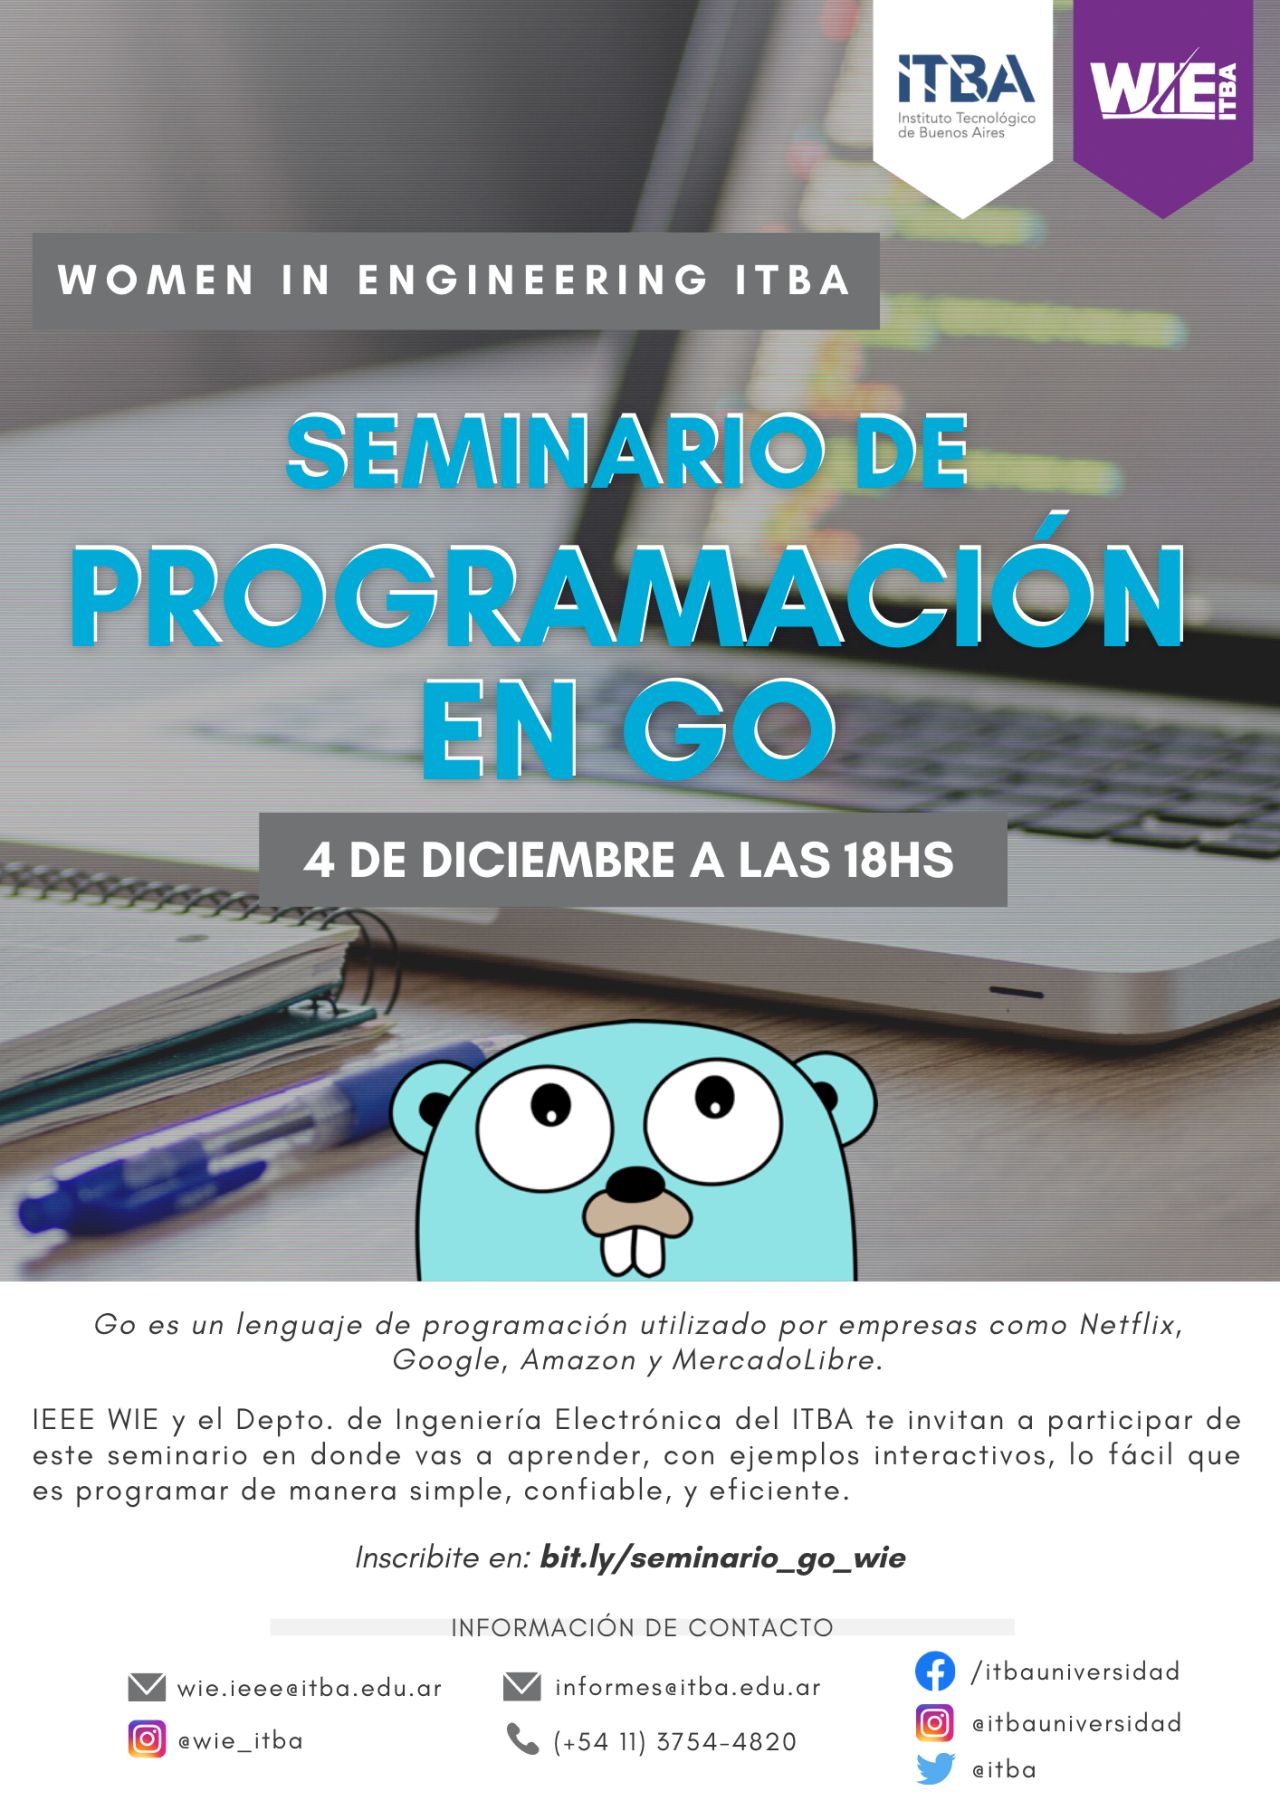 ITBA
Instituto Tecnológico
de Buenos Aires
WIE ITBA
WOMEN IN ENGINEERING ITBA
SEMINARIO DE
PROGRAMACIÓN
EN GO
4 DE DICIEMBRE A LAS 18HS
Go es un lenguaje de programación utilizado por empresas como Netflix,
Google, Amazon y MercadoLibre.
IEEE WIE y el Depto. de Ingeniería Electrónica del ITBA te invitan a participar de
este seminario en donde vas a aprender, con ejemplos interactivos, lo fácil que
es programar de manera simple, confiable, y eficiente.
Inscribite en: bit.ly/seminario_go_wie
INFORMACIÓN DE CONTACTO
wie.ieee@itba.edu.ar
@wie_itba
informes@itba.edu.ar
(+54 11) 3754-4820
/itbauniversidad
@itbauniversidad
@itba